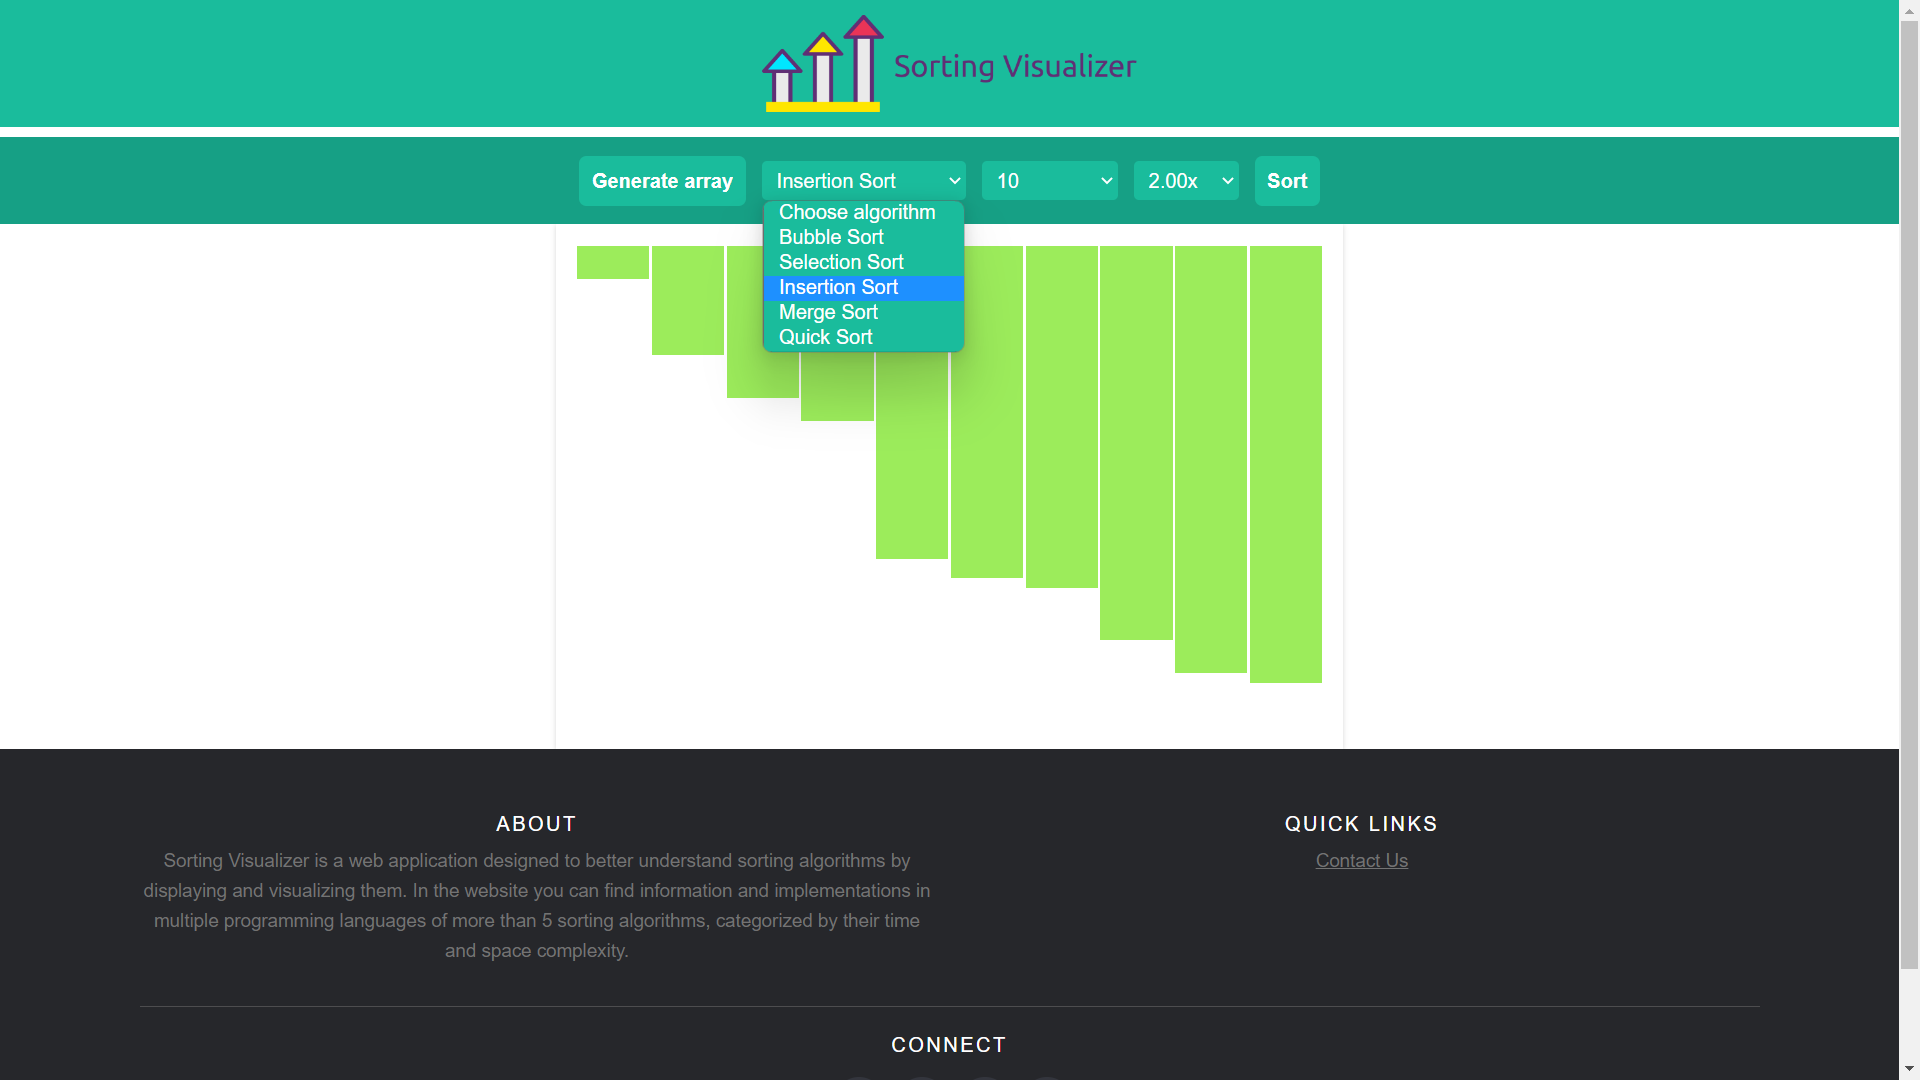 Sorting Visualizer
Generate array
Insertion Sort
10
2.00x
Sort
Choose algorithm
Bubble Sort
Selection Sort
Insertion Sort
Merge Sort
Quick Sort
ABOUT
Sorting Visualizer is a web application designed to better understand sorting algorithms by
displaying and visualizing them. In the website you can find information and implementations in
multiple programming languages of more than 5 sorting algorithms, categorized by their time
and space complexity.
QUICK LINKS
Contact Us
CONNECT